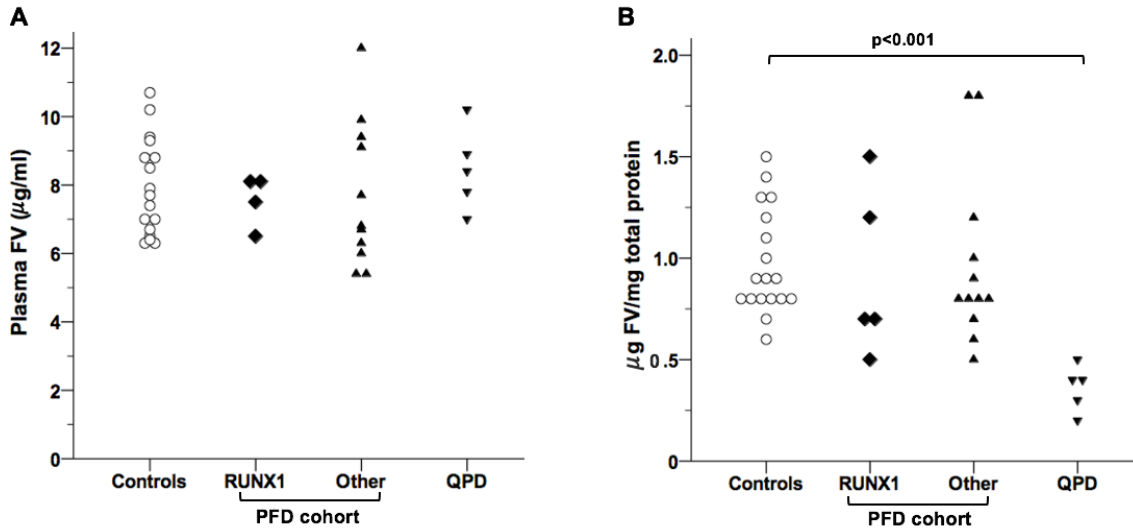 A
Plasma FV (μg/ml)
12
10
8
6
4
2
0
Controls
RUNX1
Other
QPD
PFD cohort
B
p<0.001
μg FV/mg total protein
2.0
1.5
1.0
0.5
0
Controls
RUNX1
Other
QPD
PFD cohort